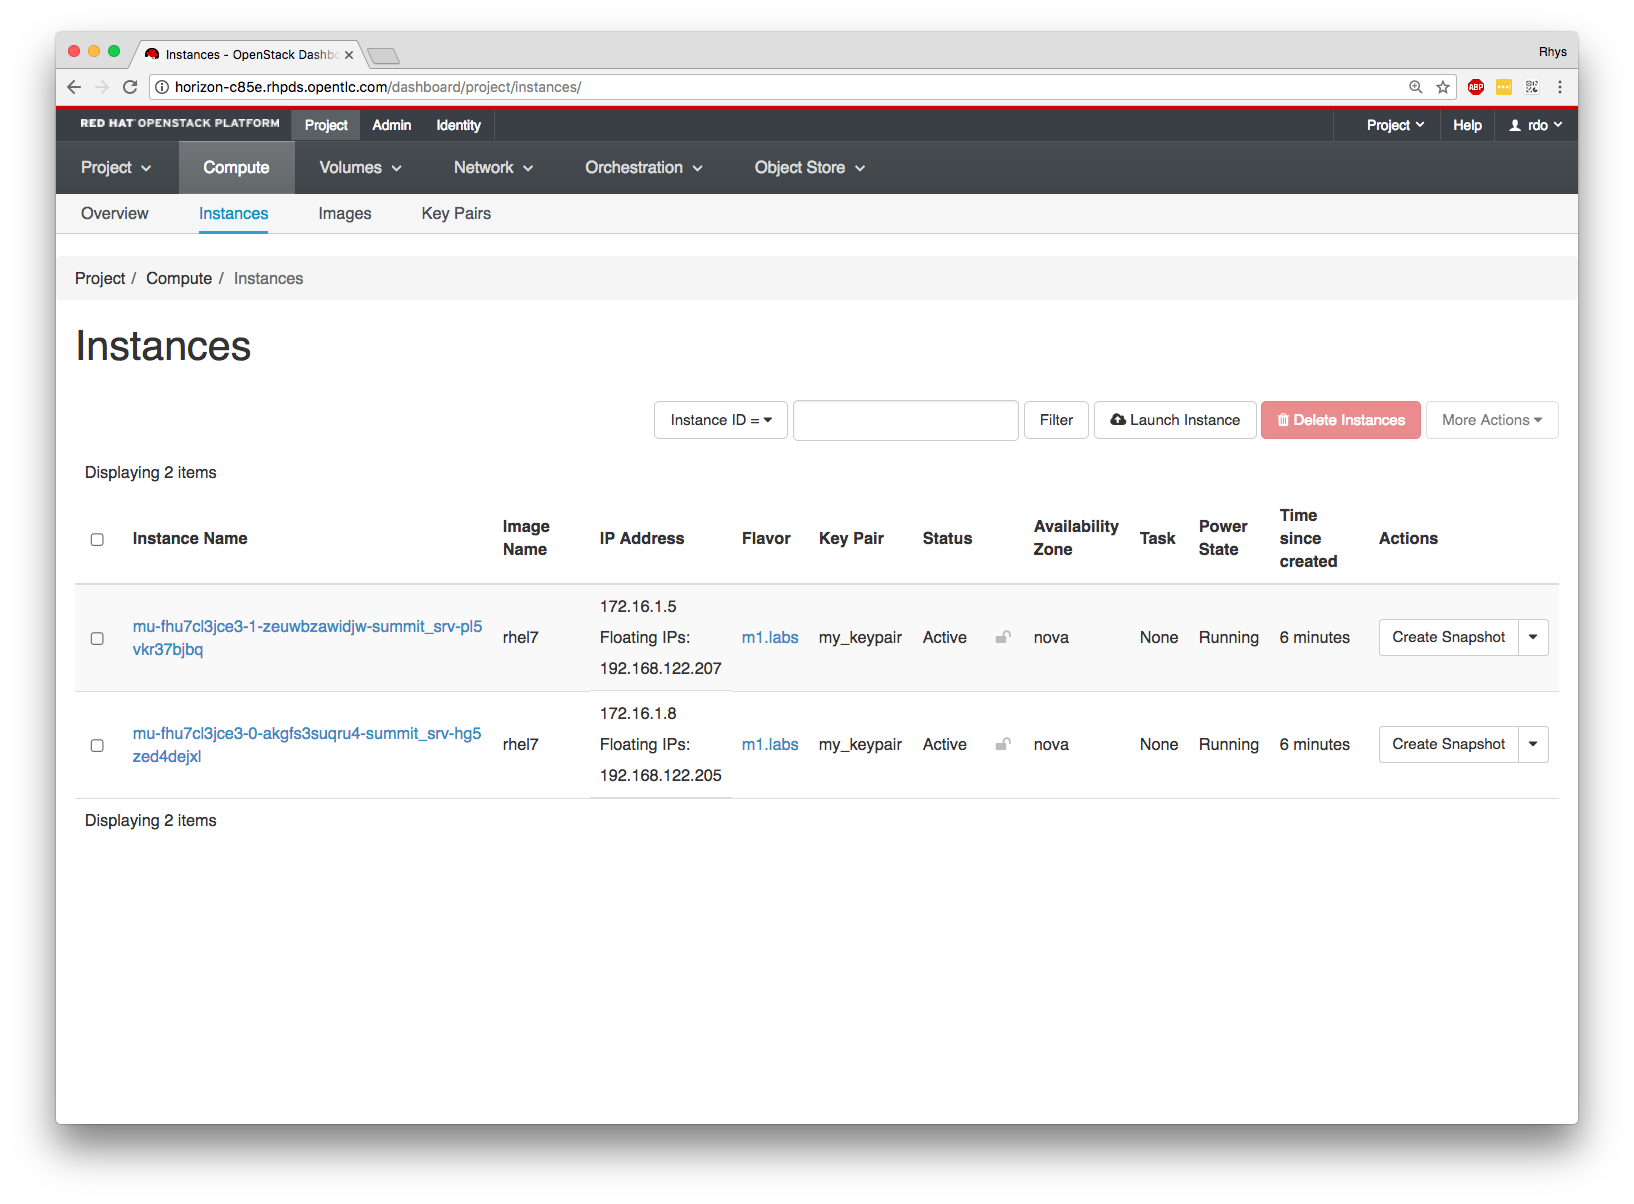 Instances - OpenStack Dashbo
Rhys
horizon-c85e.rhpds.opentlc.com/dashboard/project/instances/
ABP
RED HAT OPENSTACK PLATFORM Project Admin Identity Project Help rdo
Project Compute Volumes Network Orchestration Object Store
Overview Instances Images Key Pairs
Project / Compute / Instances
Instances
Instance ID = Filter Launch Instance Delete Instances More Actions
Displaying 2 items
Instance Name Image Name IP Address Flavor Key Pair Status Availability Zone Task Power State Time since created Actions
172.16.1.5
mu-fhu7cl3jce3-1-zeuwbzawidjw-summit_srv-pl5
vkr37bjbq
rhel7 Floating IPs: m1.labs my_keypair Active nova None Running 6 minutes Create Snapshot
192.168.122.207
172.16.1.8
mu-fhu7cl3jce3-0-akgfs3suqru4-summit_srv-hg5
zed4dejxl
rhel7 Floating IPs: m1.labs my_keypair Active nova None Running 6 minutes Create Snapshot
192.168.122.205
Displaying 2 items